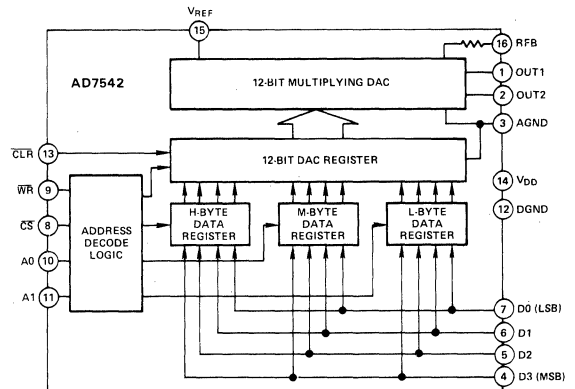 VREF
15
16 RFB
AD7542
12-BIT MULTIPLYING DAC
1 OUT1
2 OUT2
3 AGND
CLR 13
12-BIT DAC REGISTER
14 VDD
WR 9
12 DGND
CS 8
ADDRESS
DECODE
LOGIC
H-BYTE
DATA
REGISTER
M-BYTE
DATA
REGISTER
L-BYTE
DATA
REGISTER
A0 10
A1 11
7 D0 (LSB)
6 D1
5 D2
4 D3 (MSB)